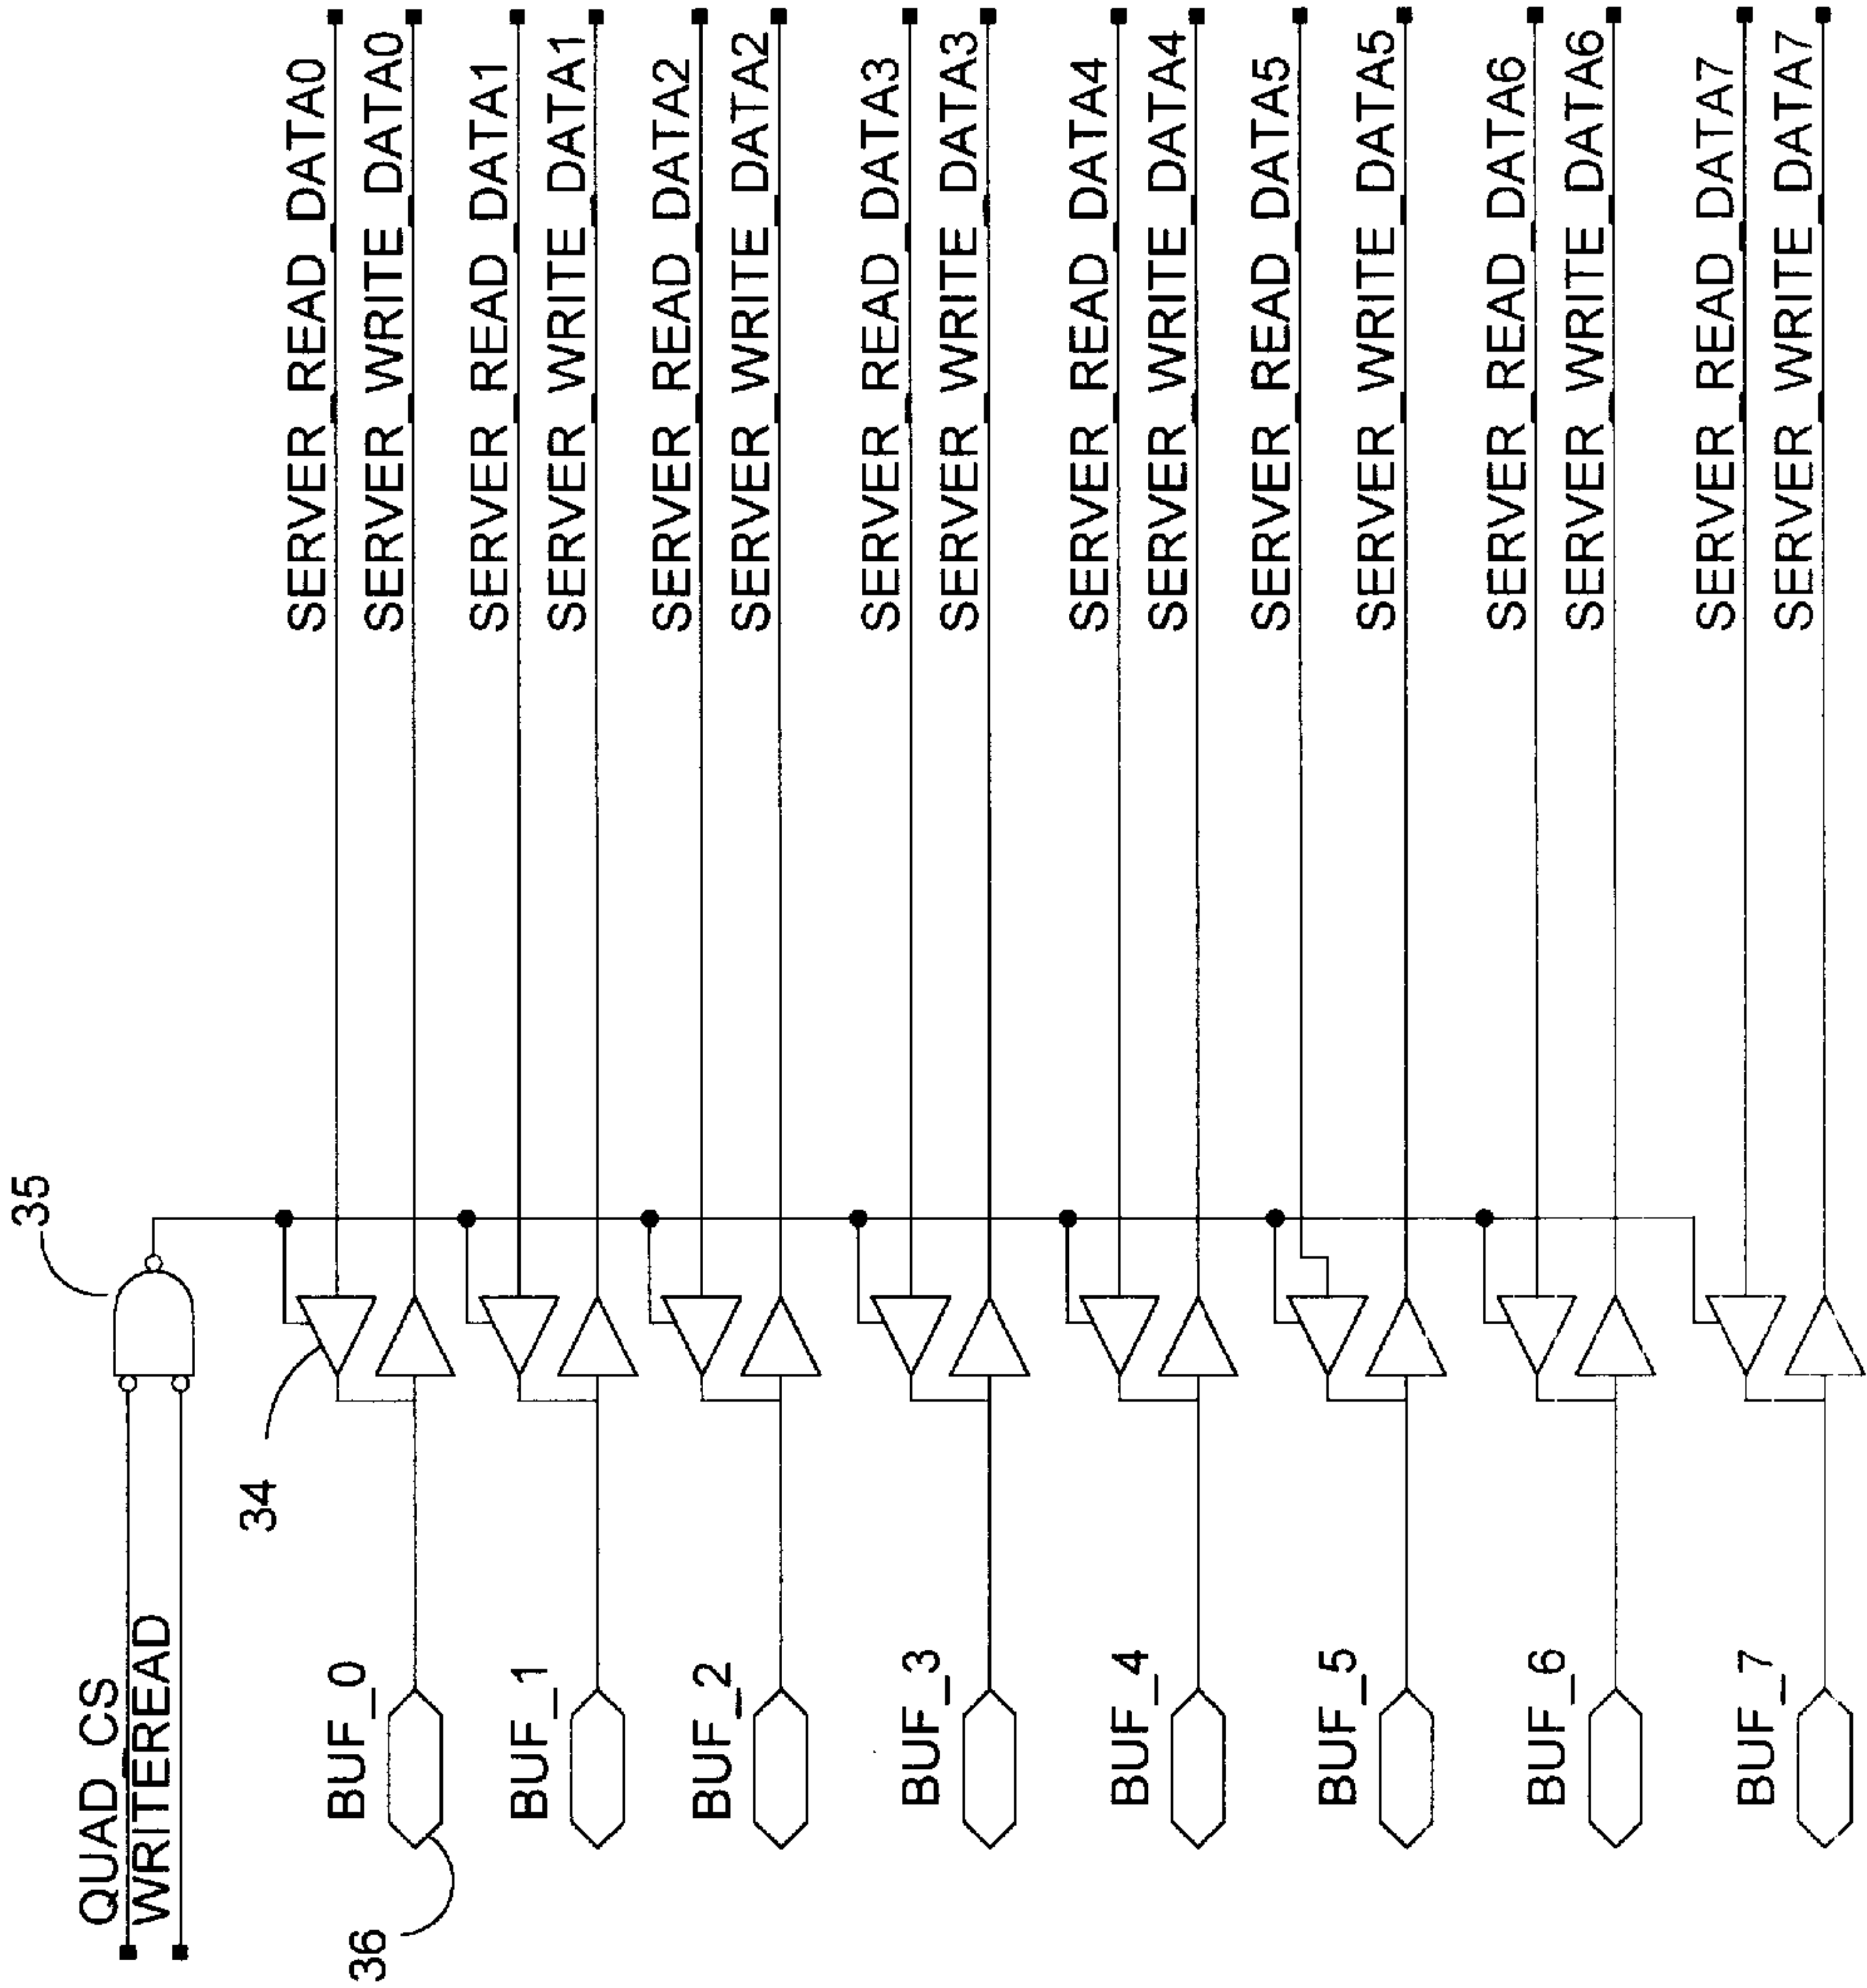 QUAD_CS
WRITEREAD
35
34
36
BUF_0
SERVER_READ_DATA0
SERVER_WRITE_DATA0
BUF_1
SERVER_READ_DATA1
SERVER_WRITE_DATA1
BUF_2
SERVER_READ_DATA2
SERVER_WRITE_DATA2
BUF_3
SERVER_READ_DATA3
SERVER_WRITE_DATA3
BUF_4
SERVER_READ_DATA4
SERVER_WRITE_DATA4
BUF_5
SERVER_READ_DATA5
SERVER_WRITE_DATA5
BUF_6
SERVER_READ_DATA6
SERVER_WRITE_DATA6
BUF_7
SERVER_READ_DATA7
SERVER_WRITE_DATA7